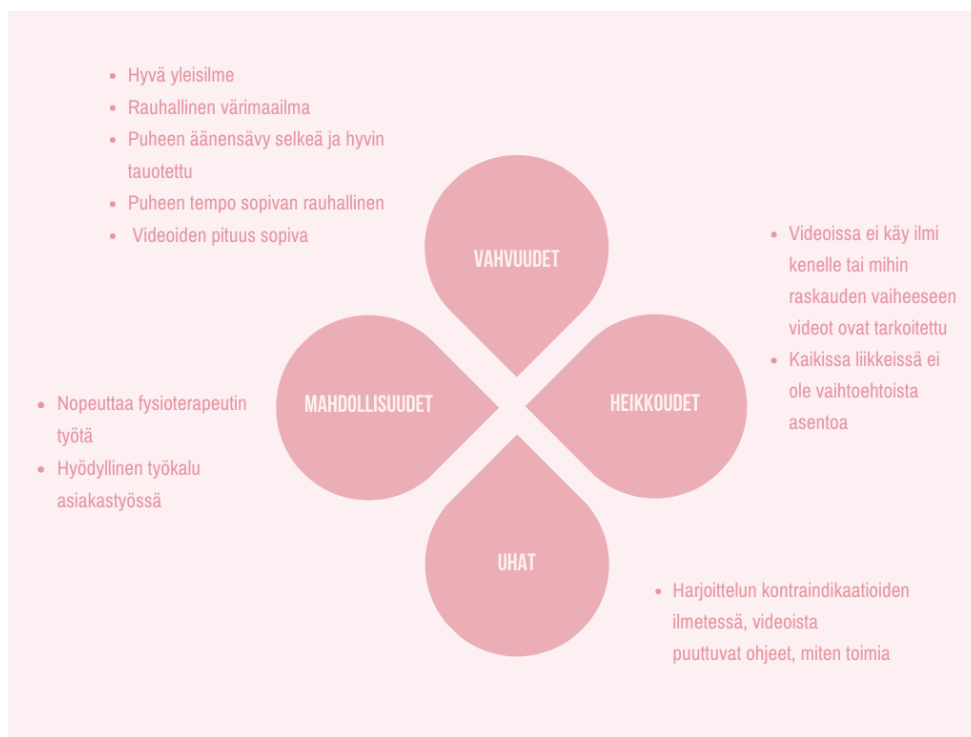 • Hyvä yleisilme
• Rauhallinen värimaailma
• Puheen äänensävy selkeä ja hyvin
tauotettu
• Puheen tempo sopivan rauhallinen
• Videoiden pituus sopiva
VAHVUUDET
• Videoissa ei käy ilmi
kenelle tai mihin
raskauden vaiheeseen
videot ovat tarkoitettu
• Kaikissa liikkeissä ei
ole vaihtoehtoista
asentoa
HEIKKOUDET
MAHDOLLISUUDET
• Nopeuttaa fysioterapeutin
työtä
• Hyödyllinen työkalu
asiakastyössä
UHAT
• Harjoittelun kontraindikaatioiden
ilmetessä, videoista
puuttuvat ohjeet, miten toimia